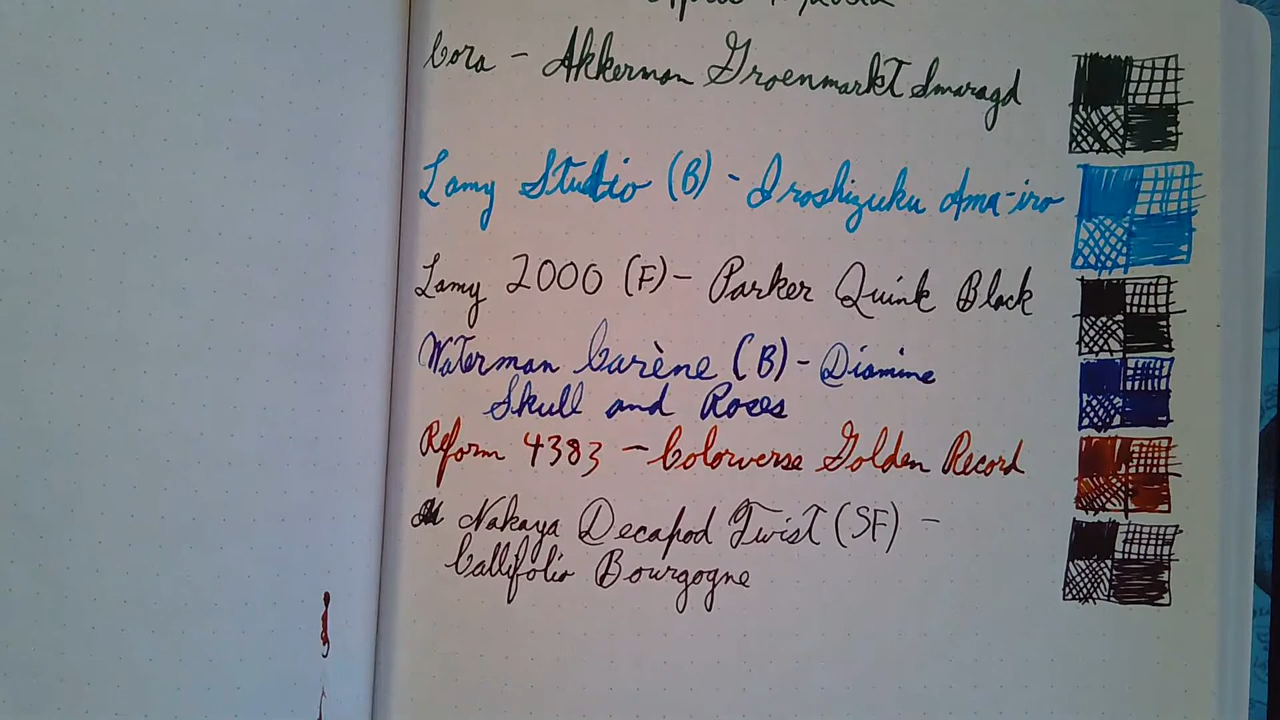 Cora - Akkerman Groenmarkt Smaragd
Lamy Studio (B) - Iroshizuku Ama-iro
Lamy 2000 (F) - Parker Quink Black
Waterman Carène (B) - Diamine
Skull and Roses
Reform 4383 - Colorverse Golden Record
Nakaya Decapod Twist (SF) -
Callifolio Bourgogne